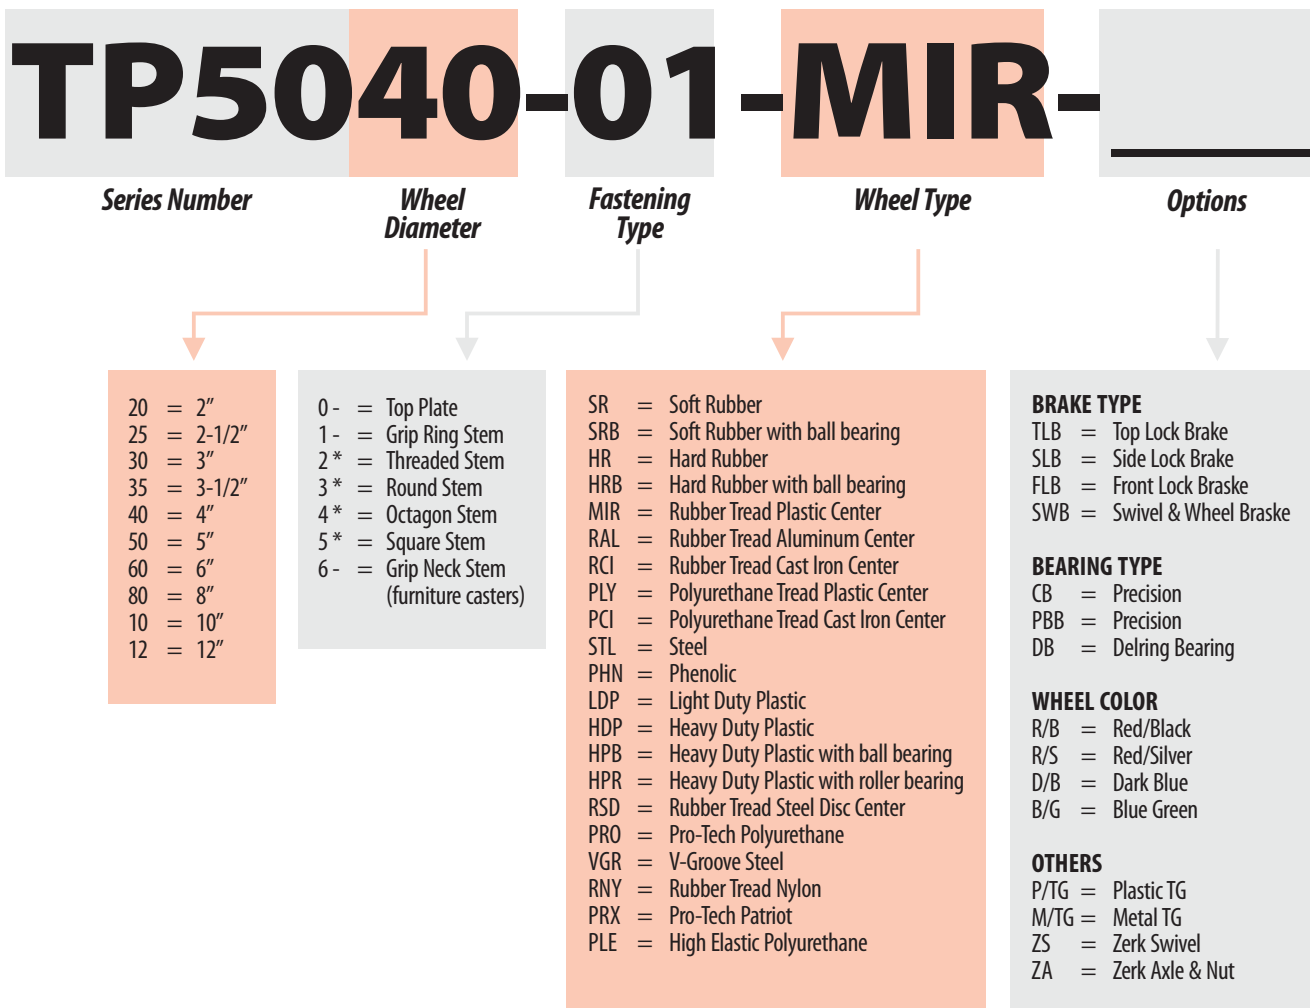 TP5040-01-MIR-
Series Number
Wheel
Diameter
Fastening
Type
Wheel Type
Options
20 = 2"
25 = 2-1/2"
30 = 3"
35 = 3-1/2"
40 = 4"
50 = 5"
60 = 6"
80 = 8"
10 = 10"
12 = 12"
0 - = Top Plate
1 - = Grip Ring Stem
2 * = Threaded Stem
3 * = Round Stem
4 * = Octagon Stem
5 * = Square Stem
6 - = Grip Neck Stem
(furniture casters)
SR = Soft Rubber
SRB = Soft Rubber with ball bearing
HR = Hard Rubber
HRB = Hard Rubber with ball bearing
MIR = Rubber Tread Plastic Center
RAL = Rubber Tread Aluminum Center
RCI = Rubber Tread Cast Iron Center
PLY = Polyurethane Tread Plastic Center
PCI = Polyurethane Tread Cast Iron Center
STL = Steel
PHN = Phenolic
LDP = Light Duty Plastic
HDP = Heavy Duty Plastic
HPB = Heavy Duty Plastic with ball bearing
HPR = Heavy Duty Plastic with roller bearing
RSD = Rubber Tread Steel Disc Center
PRO = Pro-Tech Polyurethane
VGR = V-Groove Steel
RNY = Rubber Tread Nylon
PRX = Pro-Tech Patriot
PLE = High Elastic Polyurethane
BRAKE TYPE
TLB = Top Lock Brake
SLB = Side Lock Brake
FLB = Front Lock Braske
SWB = Swivel & Wheel Braske
BEARING TYPE
CB = Precision
PBB = Precision
DB = Delring Bearing
WHEEL COLOR
R/B = Red/Black
R/S = Red/Silver
D/B = Dark Blue
B/G = Blue Green
OTHERS
P/TG = Plastic TG
M/TG = Metal TG
ZS = Zerk Swivel
ZA = Zerk Axle & Nut